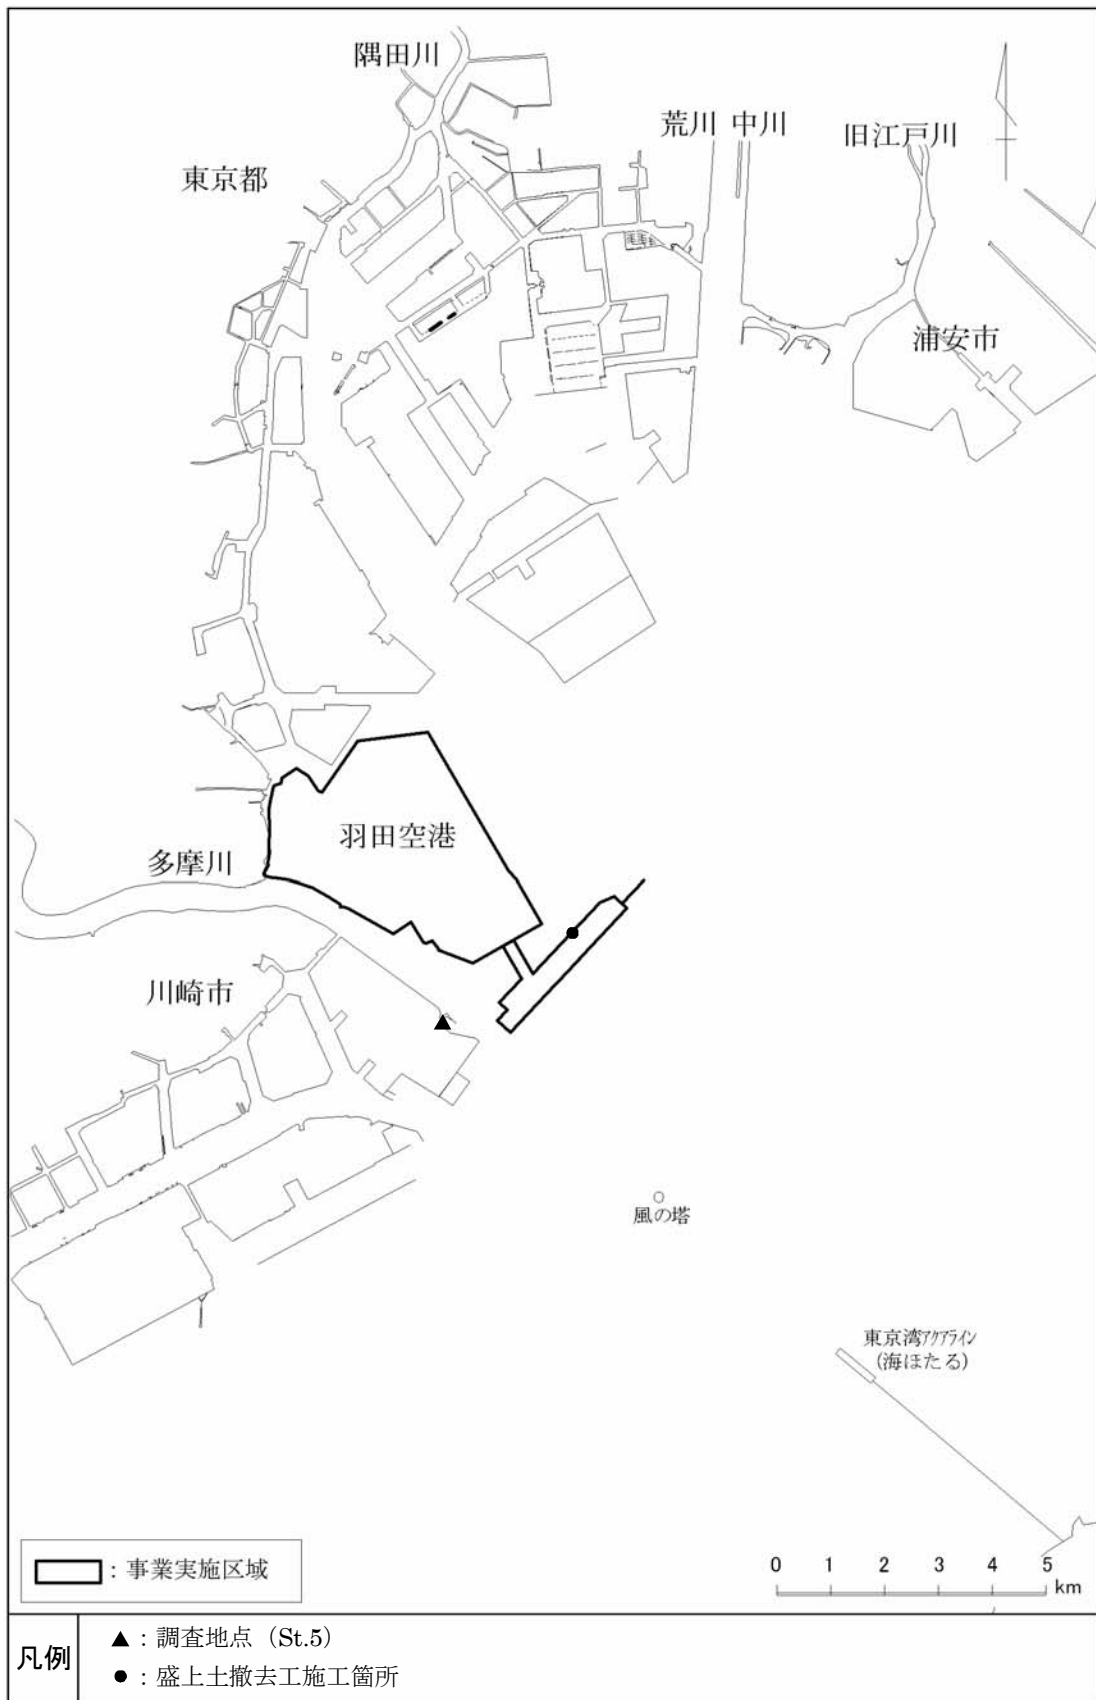 隅田川
荒川 中川
旧江戸川
東京都
浦安市
羽田空港
多摩川
川崎市
風の塔
東京湾アクアライン
(海ほたる)
：事業実施区域
0 1 2 3 4 5
km
凡例
▲：調査地点（St.5）
●：盛上土撤去工施工箇所